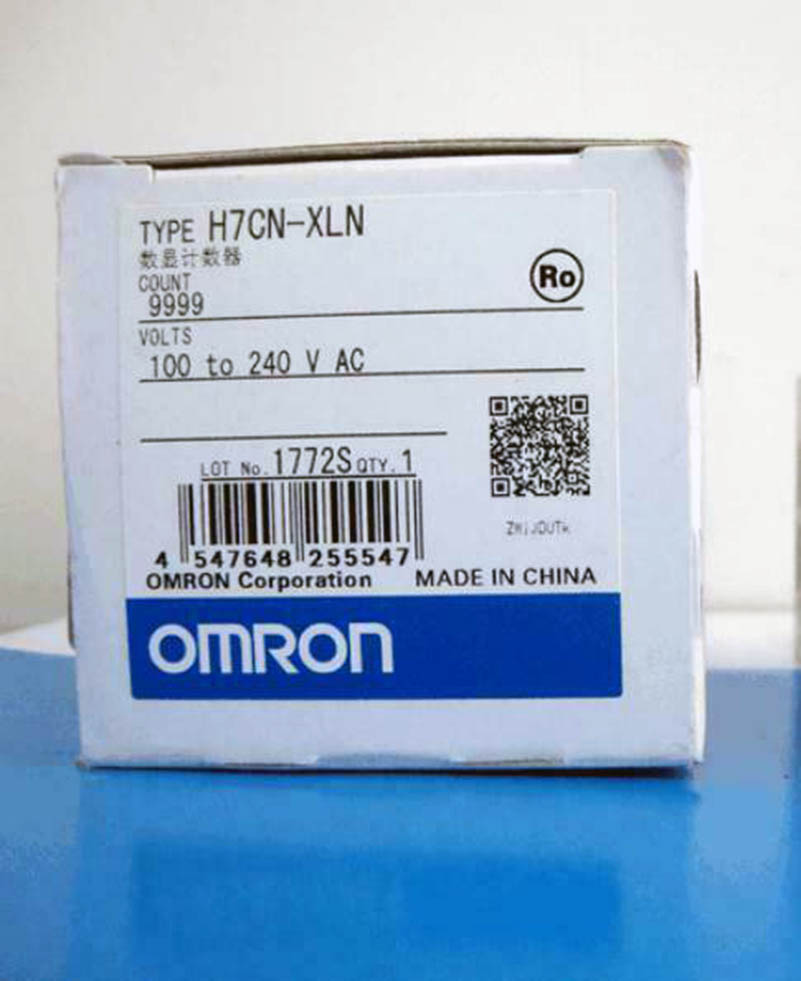 TYPE H7CN-XLN
数显计数器
COUNT
9999
Ro
VOLTS
100 to 240 V AC
LOT No. 1772S QTY. 1
4 547648 255547
OMRON Corporation MADE IN CHINA
OMRON